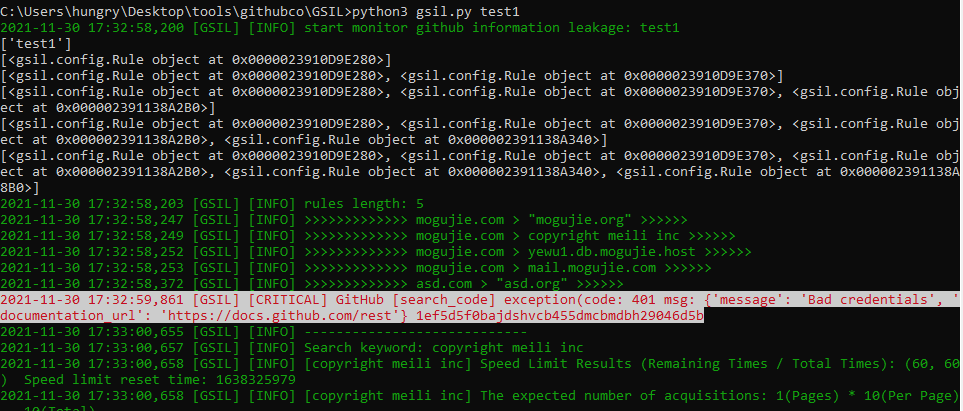 C:\Users\hungry\Desktop\tools\githubco\GSIL>python3 gsil.py test1
2021-11-30 17:32:58,200 [GSIL] [INFO] start monitor github information leakage: test1
['test1']
[<gsil.config.Rule object at 0x0000023910D9E280>]
[<gsil.config.Rule object at 0x0000023910D9E280>, <gsil.config.Rule object at 0x0000023910D9E370>]
[<gsil.config.Rule object at 0x0000023910D9E280>, <gsil.config.Rule object at 0x0000023910D9E370>, <gsil.config.Rule obj
ect at 0x000002391138A2B0>]
[<gsil.config.Rule object at 0x0000023910D9E280>, <gsil.config.Rule object at 0x0000023910D9E370>, <gsil.config.Rule obj
ect at 0x000002391138A2B0>, <gsil.config.Rule object at 0x000002391138A340>]
[<gsil.config.Rule object at 0x0000023910D9E280>, <gsil.config.Rule object at 0x0000023910D9E370>, <gsil.config.Rule obj
ect at 0x000002391138A2B0>, <gsil.config.Rule object at 0x000002391138A340>, <gsil.config.Rule object at 0x000002391138A
8B0>]
2021-11-30 17:32:58,203 [GSIL] [INFO] rules length: 5
2021-11-30 17:32:58,247 [GSIL] [INFO] >>>>>>>>>>>>> mogujie.com > "mogujie.org" >>>>>>
2021-11-30 17:32:58,249 [GSIL] [INFO] >>>>>>>>>>>>> mogujie.com > copyright meili inc >>>>>>
2021-11-30 17:32:58,252 [GSIL] [INFO] >>>>>>>>>>>>> mogujie.com > yewu1.db.mogujie.host >>>>>>
2021-11-30 17:32:58,253 [GSIL] [INFO] >>>>>>>>>>>>> mogujie.com > mail.mogujie.com >>>>>>
2021-11-30 17:32:58,372 [GSIL] [INFO] >>>>>>>>>>>>> asd.com > "asd.org" >>>>>>
2021-11-30 17:32:59,861 [GSIL] [CRITICAL] GitHub [search_code] exception(code: 401 msg: {'message': 'Bad credentials', '
documentation_url': 'https://docs.github.com/rest'} 1ef5d5f0bajdshvcb455dmcbmdbh29046d5b
2021-11-30 17:33:00,655 [GSIL] [INFO] ----------------------------
2021-11-30 17:33:00,657 [GSIL] [INFO] Search keyword: copyright meili inc
2021-11-30 17:33:00,658 [GSIL] [INFO] [copyright meili inc] Speed Limit Results (Remaining Times / Total Times): (60, 60
)  Speed limit reset time: 1638325979
2021-11-30 17:33:00,658 [GSIL] [INFO] [copyright meili inc] The expected number of acquisitions: 1(Pages) * 10(Per Page)
10(Total)